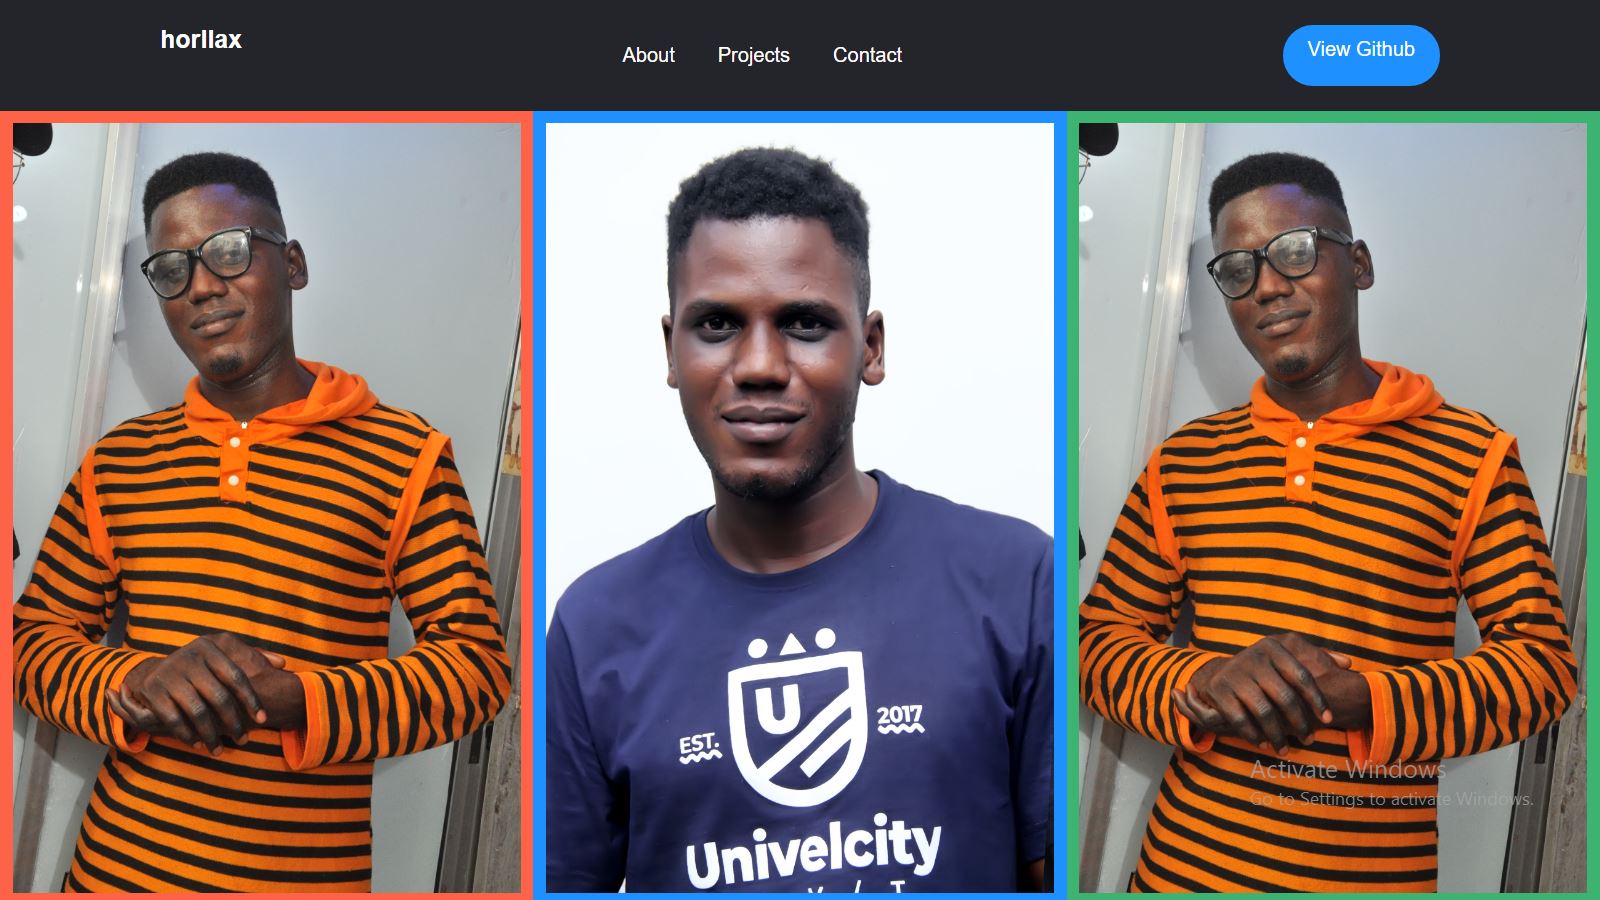 horllax
About
Projects
Contact
View Github
EST.
2017
U
Univelcity
Activate Windows
Go to Settings to activate Windows.